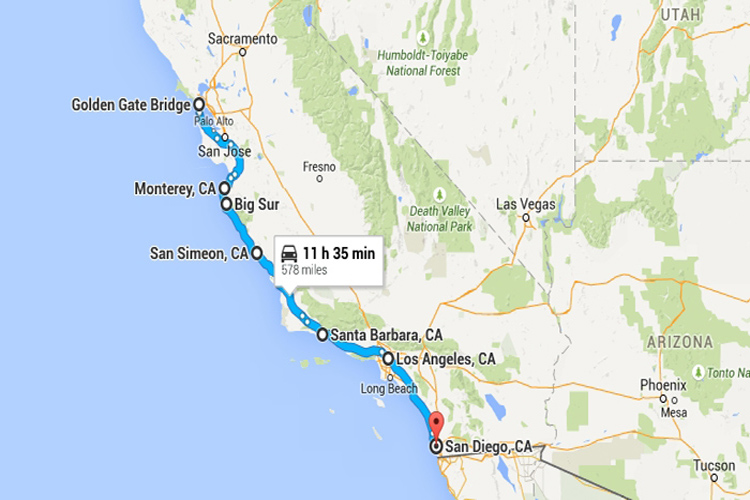 UTAH
Sacramento
Humboldt-Toiyabe
National Forest
Golden Gate Bridge
Palo Alto
San Jose
Fresno
Monterey, CA
Big Sur
Las Vegas
Death Valley
National Park
San Simeon, CA
11 h 35 min
578 miles
Santa Barbara, CA
Los Angeles, CA
ARIZONA
Long Beach
Tonto Na
Phoenix
Mesa
San Diego, CA
Tucson